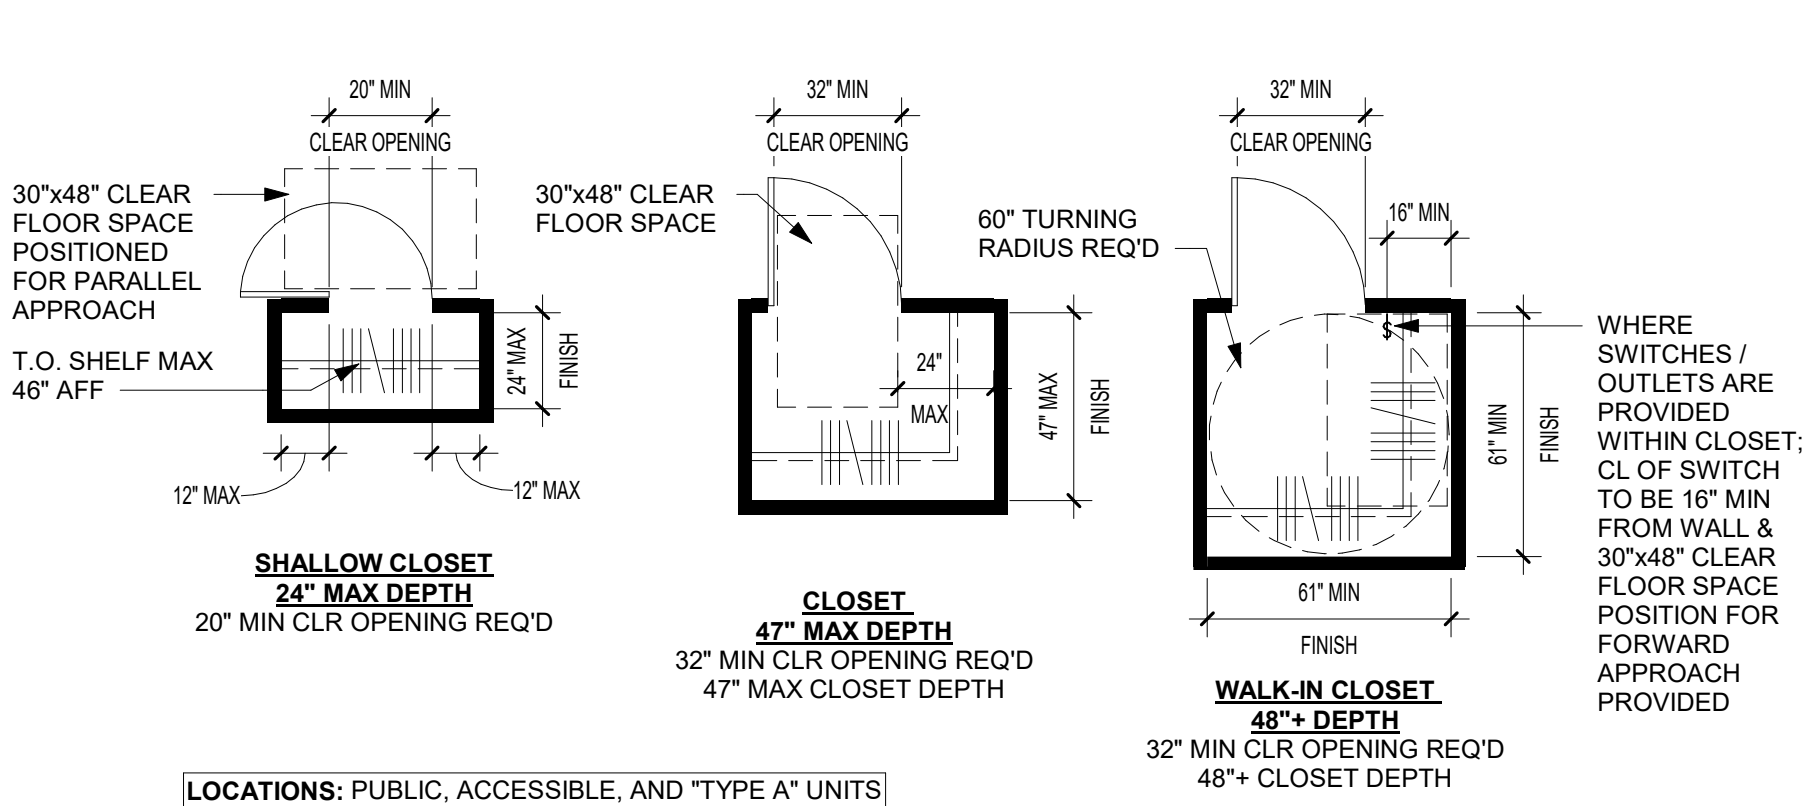 20" MIN
CLEAR OPENING
30"x48" CLEAR
FLOOR SPACE
POSITIONED
FOR PARALLEL
APPROACH
T.O. SHELF MAX
46" AFF
24" MAX
FINISH
12" MAX
12" MAX
SHALLOW CLOSET
24" MAX DEPTH
20" MIN CLR OPENING REQ'D
32" MIN
CLEAR OPENING
30"x48" CLEAR
FLOOR SPACE
24"
MAX
47" MAX
FINISH
CLOSET
47" MAX DEPTH
32" MIN CLR OPENING REQ'D
47" MAX CLOSET DEPTH
32" MIN
CLEAR OPENING
60" TURNING
RADIUS REQ'D
16" MIN
$
61" MIN
FINISH
61" MIN
FINISH
WHERE
SWITCHES /
OUTLETS ARE
PROVIDED
WITHIN CLOSET;
CL OF SWITCH
TO BE 16" MIN
FROM WALL &
30"x48" CLEAR
FLOOR SPACE
POSITION FOR
FORWARD
APPROACH
PROVIDED
WALK-IN CLOSET
48"+ DEPTH
32" MIN CLR OPENING REQ'D
48"+ CLOSET DEPTH
LOCATIONS: PUBLIC, ACCESSIBLE, AND "TYPE A" UNITS